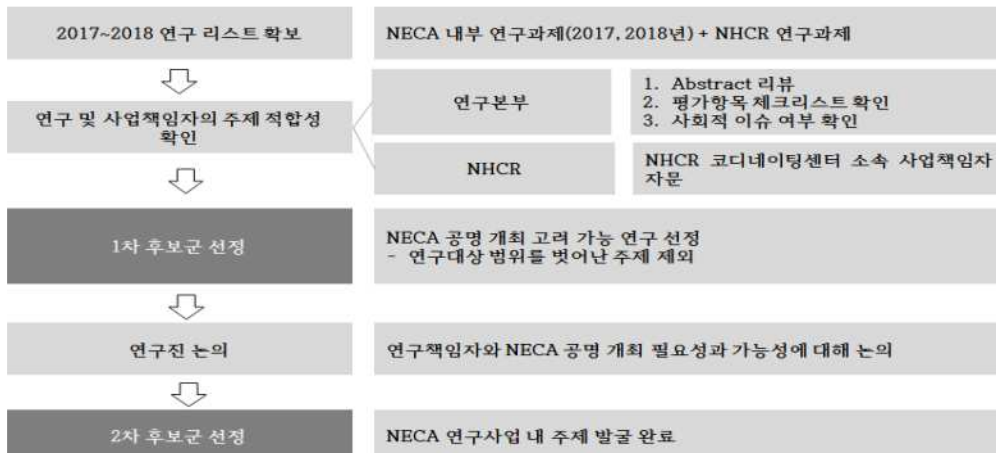 2017~2018 연구 리스트 확보
NECA 내부 연구과제(2017, 2018년) + NHCR 연구과제
연구 및 사업책임자의 주제 적합성
확인
연구본부
1. Abstract 리뷰
2. 평가항목 체크리스트 확인
3. 사회적 이슈 여부 확인
NHCR
NHCR 코디네이팅센터 소속 사업책임자
자문
1차 후보군 선정
NECA 공명 개최 고려 가능 연구 선정
- 연구대상 범위를 벗어난 주제 제외
연구진 논의
연구책임자와 NECA 공명 개최 필요성과 가능성에 대해 논의
2차 후보군 선정
NECA 연구사업 내 주제 발굴 완료